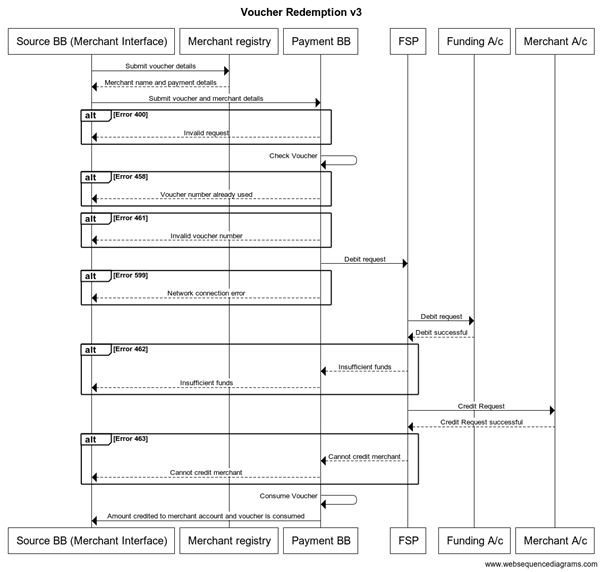 Voucher Redemption v3
Source BB (Merchant Interface) Merchant registry Payment BB FSP Funding A/c Merchant A/c
Submit voucher details
Merchant name and payment details
Submit voucher and merchant details
alt [Error 400]
Invalid request
Check Voucher
alt [Error 458]
Voucher number already used
alt [Error 461]
Invalid voucher number
Debit request
alt [Error 599]
Network connection error
Debit request
Debit successful
alt [Error 462]
Insufficient funds
Insufficient funds
Credit Request
Credit Request successful
alt [Error 463]
Cannot credit merchant
Cannot credit merchant
Consume Voucher
Amount credited to merchant account and voucher is consumed
Source BB (Merchant Interface) Merchant registry Payment BB FSP Funding A/c Merchant A/c
www.websequencediagrams.com